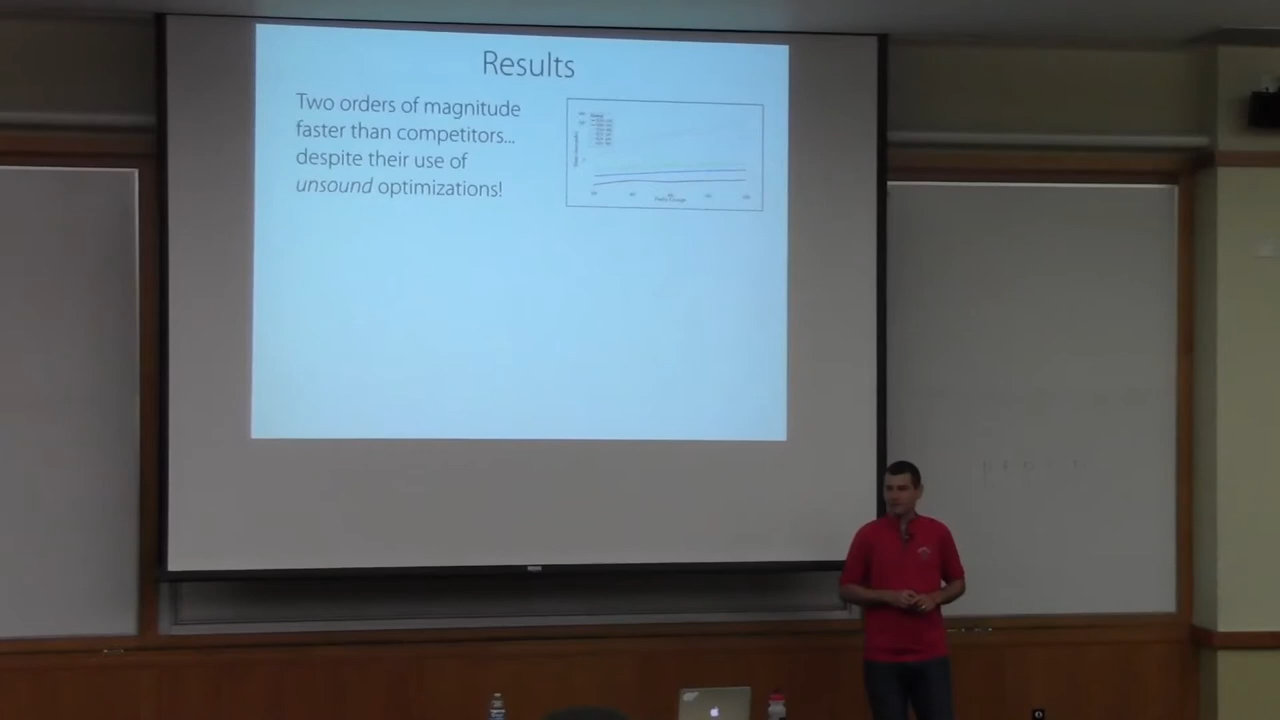 Results
Two orders of magnitude
faster than competitors...
despite their use of
unsound optimizations!